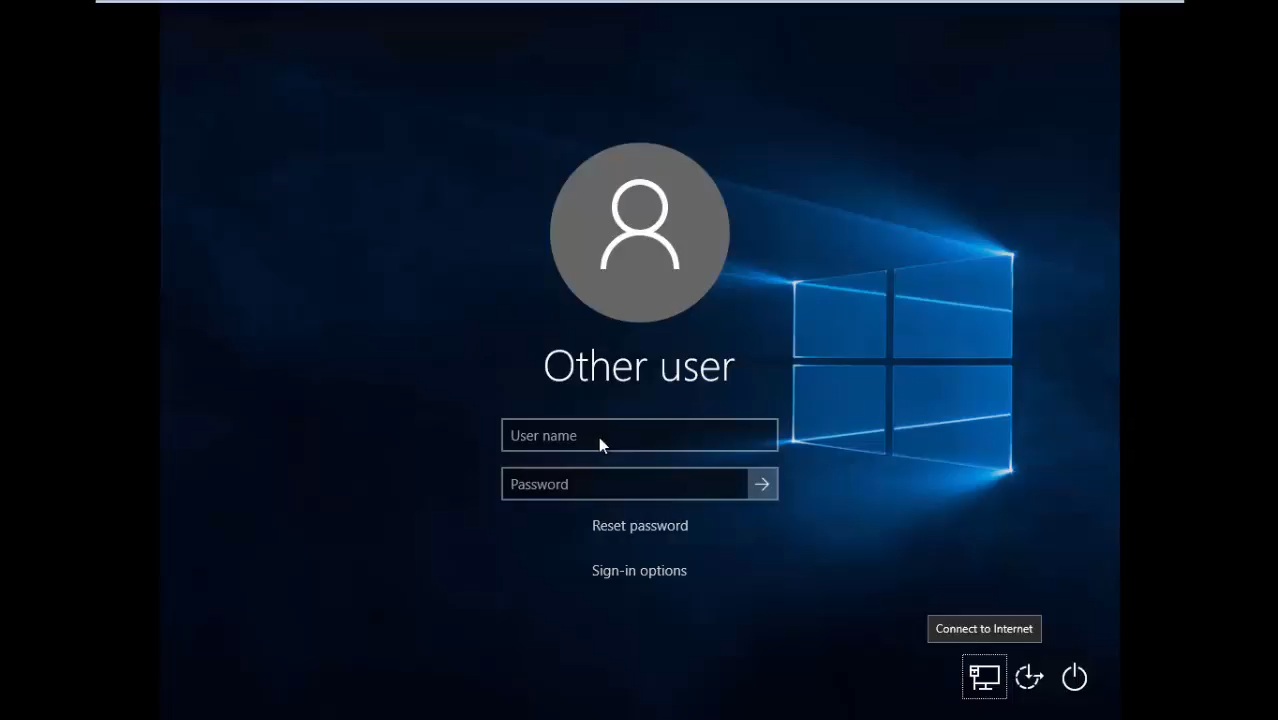 Other user
User name
Password
Reset password
Sign-in options
Connect to Internet